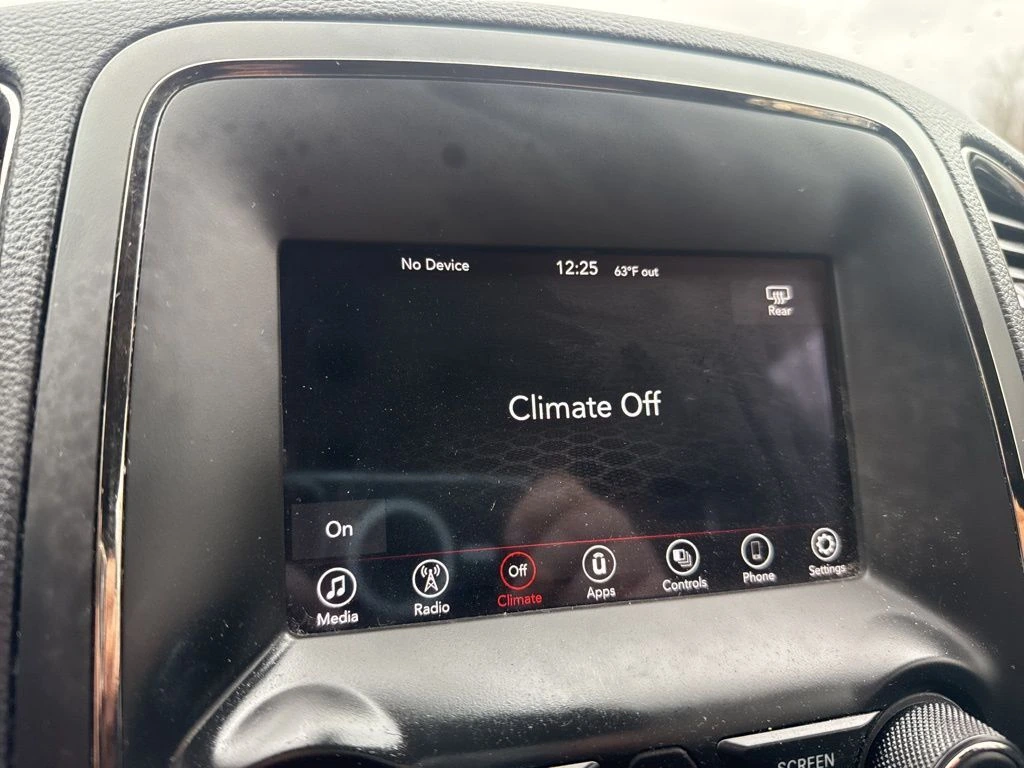 No Device
12:25 63°F out
Rear
Climate Off
On
Off
Media Radio Climate Apps Controls Phone Settings
SCREEN